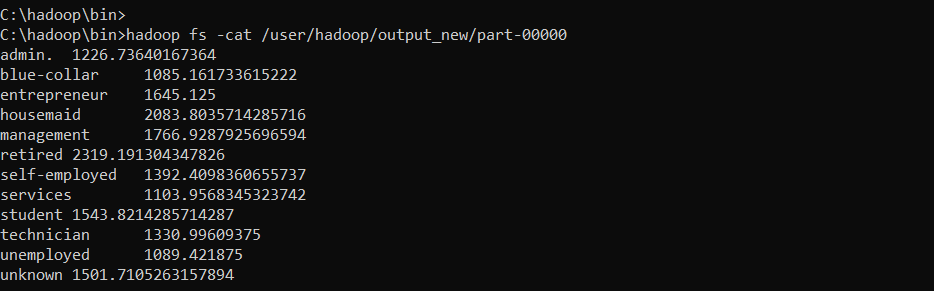 C:\hadoop\bin>
C:\hadoop\bin>hadoop fs -cat /user/hadoop/output_new/part-00000
admin.	1226.73640167364
blue-collar	1085.161733615222
entrepreneur	1645.125
housemaid	2083.8035714285716
management	1766.9287925696594
retired	2319.191304347826
self-employed	1392.4098360655737
services	1103.9568345323742
student	1543.8214285714287
technician	1330.99609375
unemployed	1089.421875
unknown	1501.7105263157894